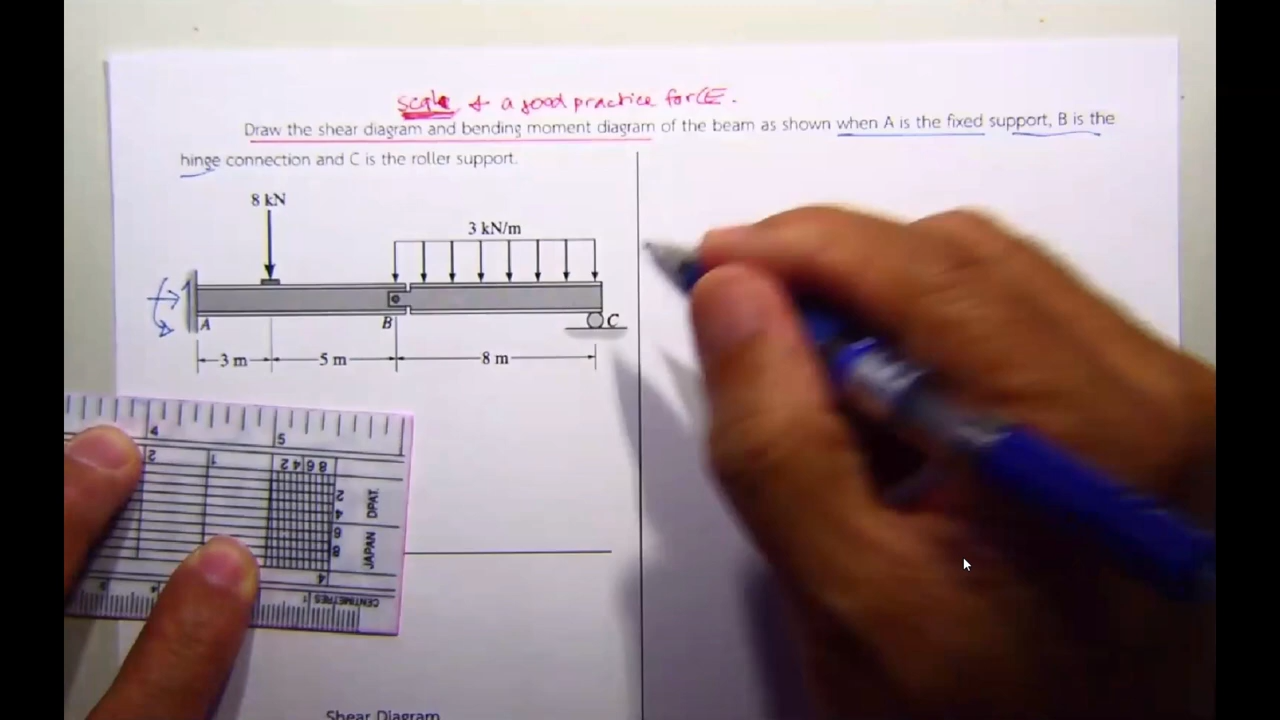 scale & a good practice for CE.
Draw the shear diagram and bending moment diagram of the beam as shown when A is the fixed support, B is the
hinge connection and C is the roller support.
8 kN
3 kN/m
A
B
C
3 m
5 m
8 m
4
5
2
1
8 6 4 2
2
4
6
8
JAPAN DPAT.
4
CENTIMETRES 1
Shear Diagram